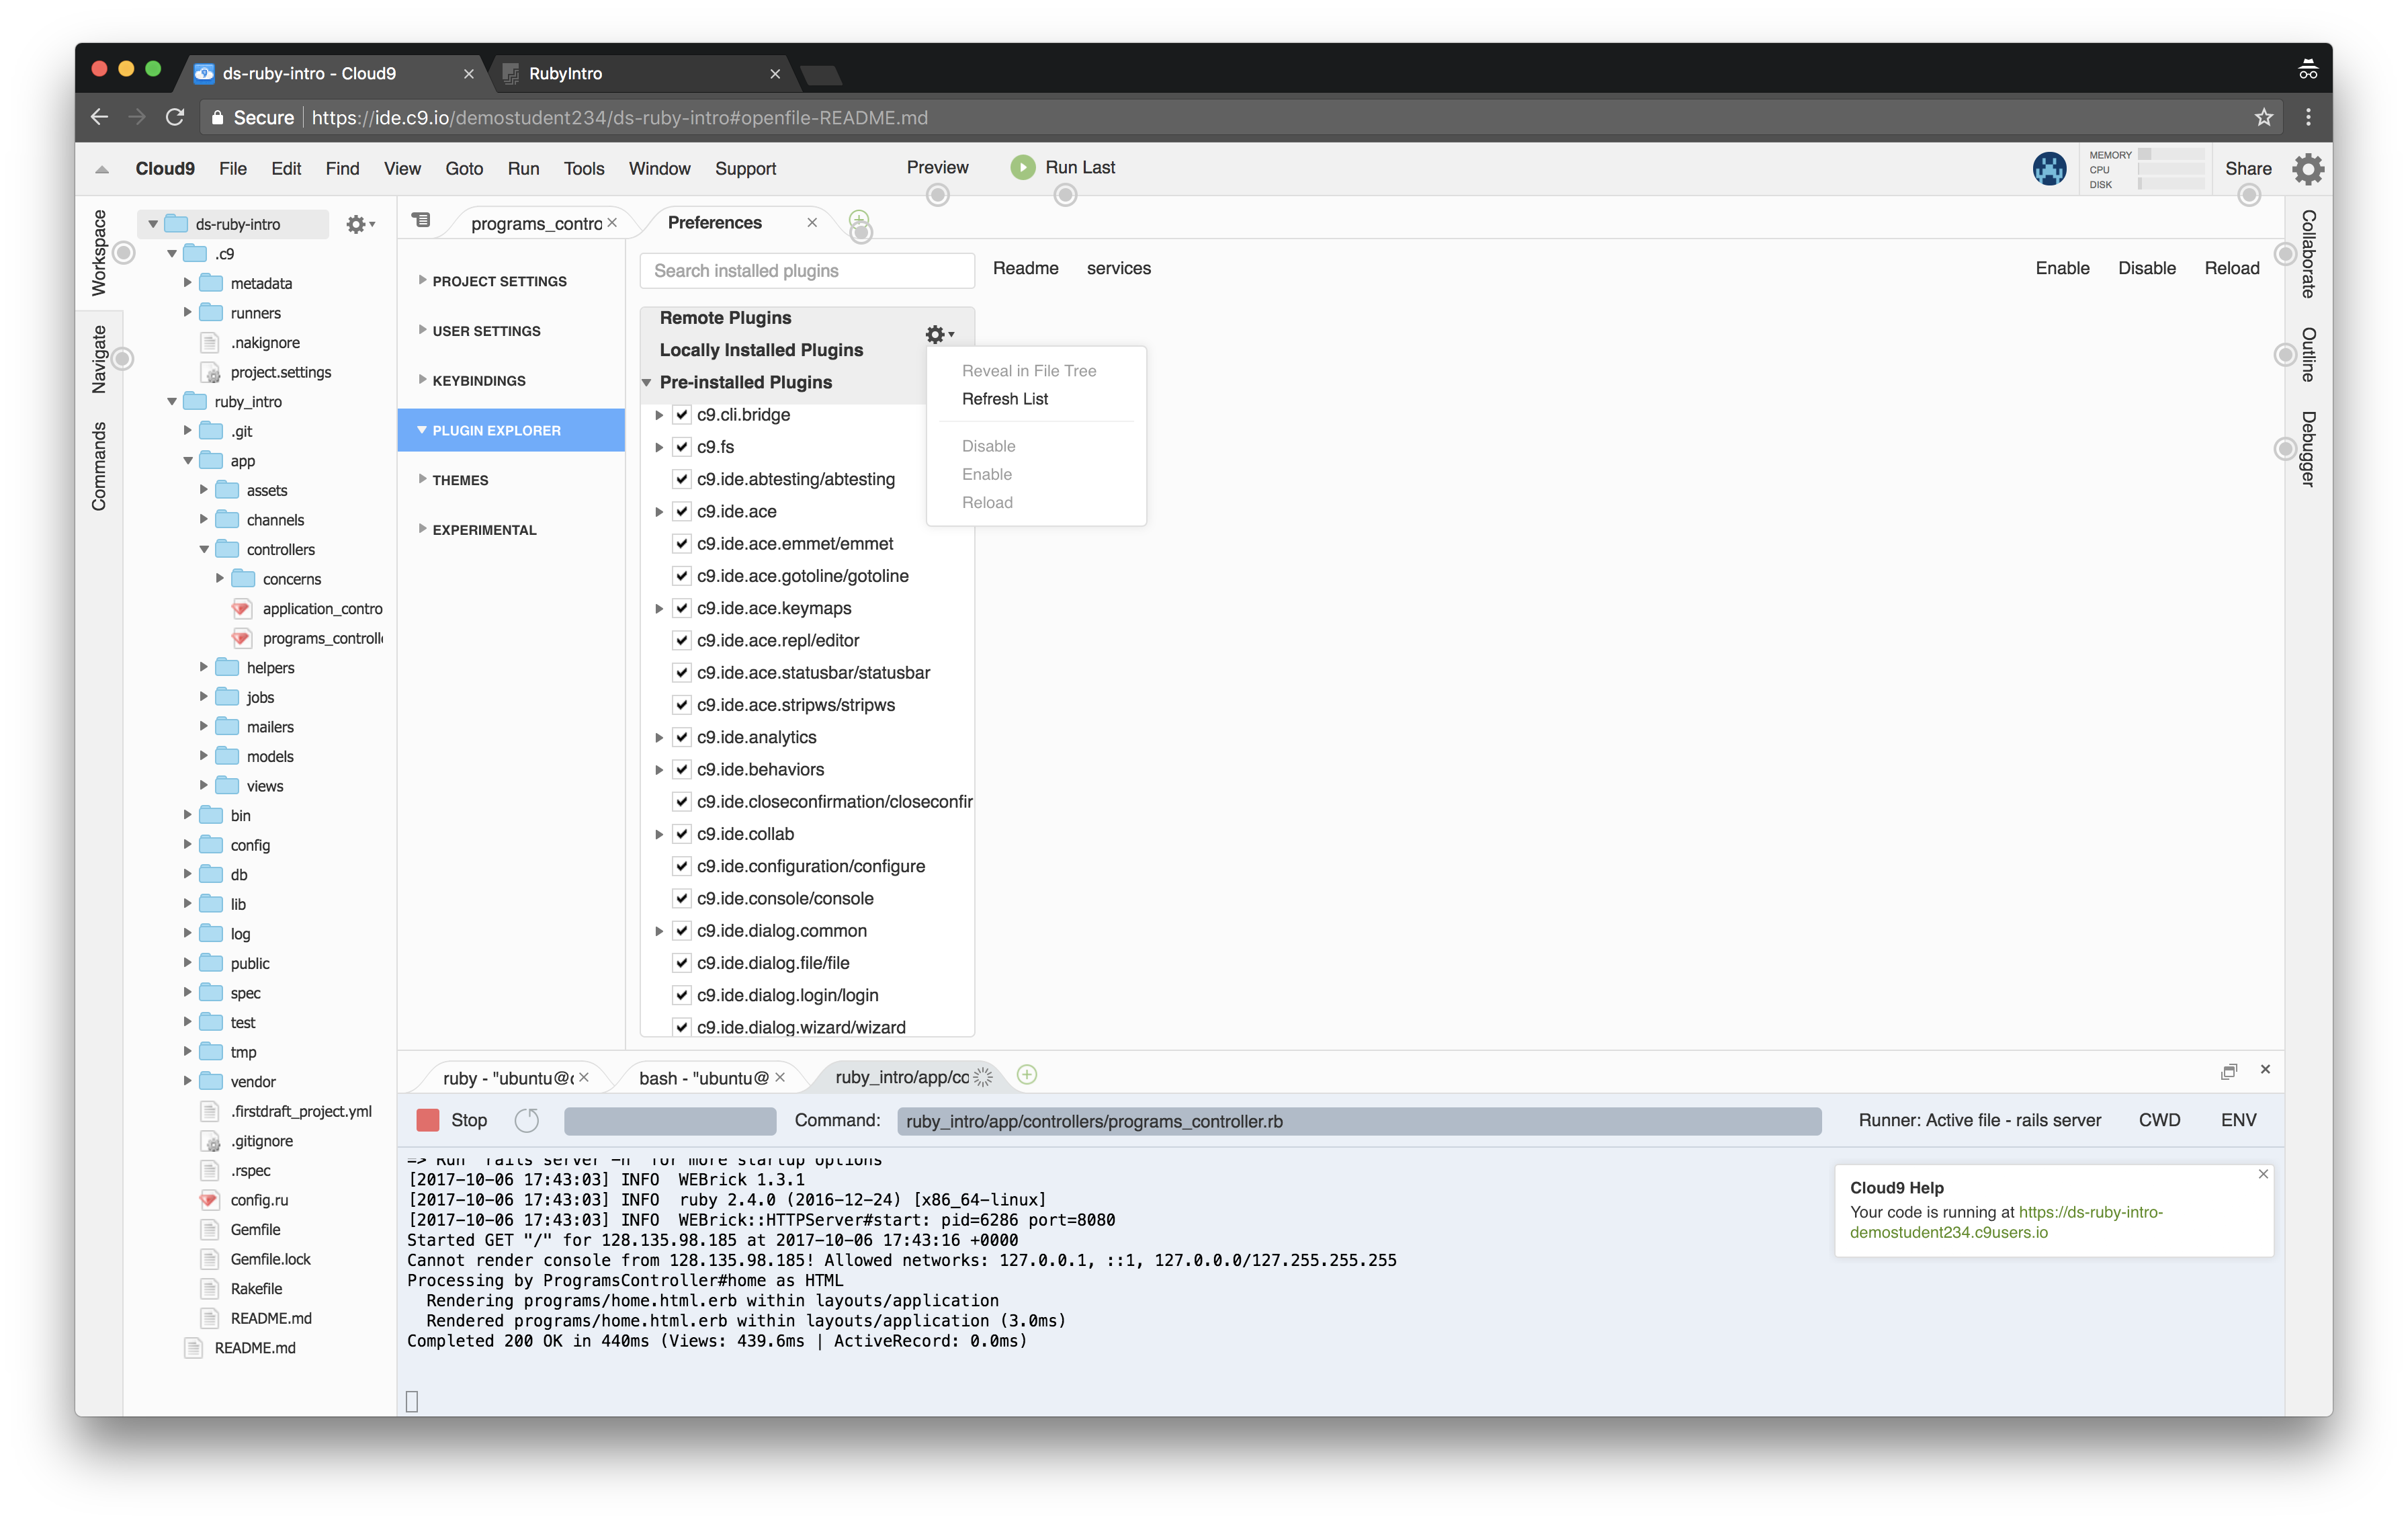 ds-ruby-intro - Cloud9
RubyIntro
Secure https://ide.c9.io/demostudent234/ds-ruby-intro#openfile-README.md
Cloud9 File Edit Find View Goto Run Tools Window Support Preview Run Last
MEMORY
CPU
DISK
Share
Workspace
Navigate
Commands
ds-ruby-intro
.c9
metadata
runners
.nakignore
project.settings
ruby_intro
.git
app
assets
channels
controllers
concerns
application_contro
programs_controlle
helpers
jobs
mailers
models
views
bin
config
db
lib
log
public
spec
test
tmp
vendor
.firstdraft_project.yml
.gitignore
.rspec
config.ru
Gemfile
Gemfile.lock
Rakefile
README.md
README.md
programs_contro
Preferences
PROJECT SETTINGS
USER SETTINGS
KEYBINDINGS
PLUGIN EXPLORER
THEMES
EXPERIMENTAL
Search installed plugins
Readme services
Enable Disable Reload
Remote Plugins
Locally Installed Plugins
Pre-installed Plugins
c9.cli.bridge
c9.fs
c9.ide.abtesting/abtesting
c9.ide.ace
c9.ide.ace.emmet/emmet
c9.ide.ace.gotoline/gotoline
c9.ide.ace.keymaps
c9.ide.ace.repl/editor
c9.ide.ace.statusbar/statusbar
c9.ide.ace.stripws/stripws
c9.ide.analytics
c9.ide.behaviors
c9.ide.closeconfirmation/closeconfir
c9.ide.collab
c9.ide.configuration/configure
c9.ide.console/console
c9.ide.dialog.common
c9.ide.dialog.file/file
c9.ide.dialog.login/login
c9.ide.dialog.wizard/wizard
Reveal in File Tree
Refresh List
Disable
Enable
Reload
Collaborate
Outline
Debugger
ruby - "ubuntu@c
bash - "ubuntu@
ruby_intro/app/co
Stop
Command: ruby_intro/app/controllers/programs_controller.rb
Runner: Active file - rails server CWD ENV
=> Run `rails server -h` for more startup options
[2017-10-06 17:43:03] INFO  WEBrick 1.3.1
[2017-10-06 17:43:03] INFO  ruby 2.4.0 (2016-12-24) [x86_64-linux]
[2017-10-06 17:43:03] INFO  WEBrick::HTTPServer#start: pid=6286 port=8080
Started GET "/" for 128.135.98.185 at 2017-10-06 17:43:16 +0000
Cannot render console from 128.135.98.185! Allowed networks: 127.0.0.1, ::1, 127.0.0.0/127.255.255.255
Processing by ProgramsController#home as HTML
  Rendering programs/home.html.erb within layouts/application
  Rendered programs/home.html.erb within layouts/application (3.0ms)
Completed 200 OK in 440ms (Views: 439.6ms | ActiveRecord: 0.0ms)
Cloud9 Help
Your code is running at https://ds-ruby-intro-
demostudent234.c9users.io